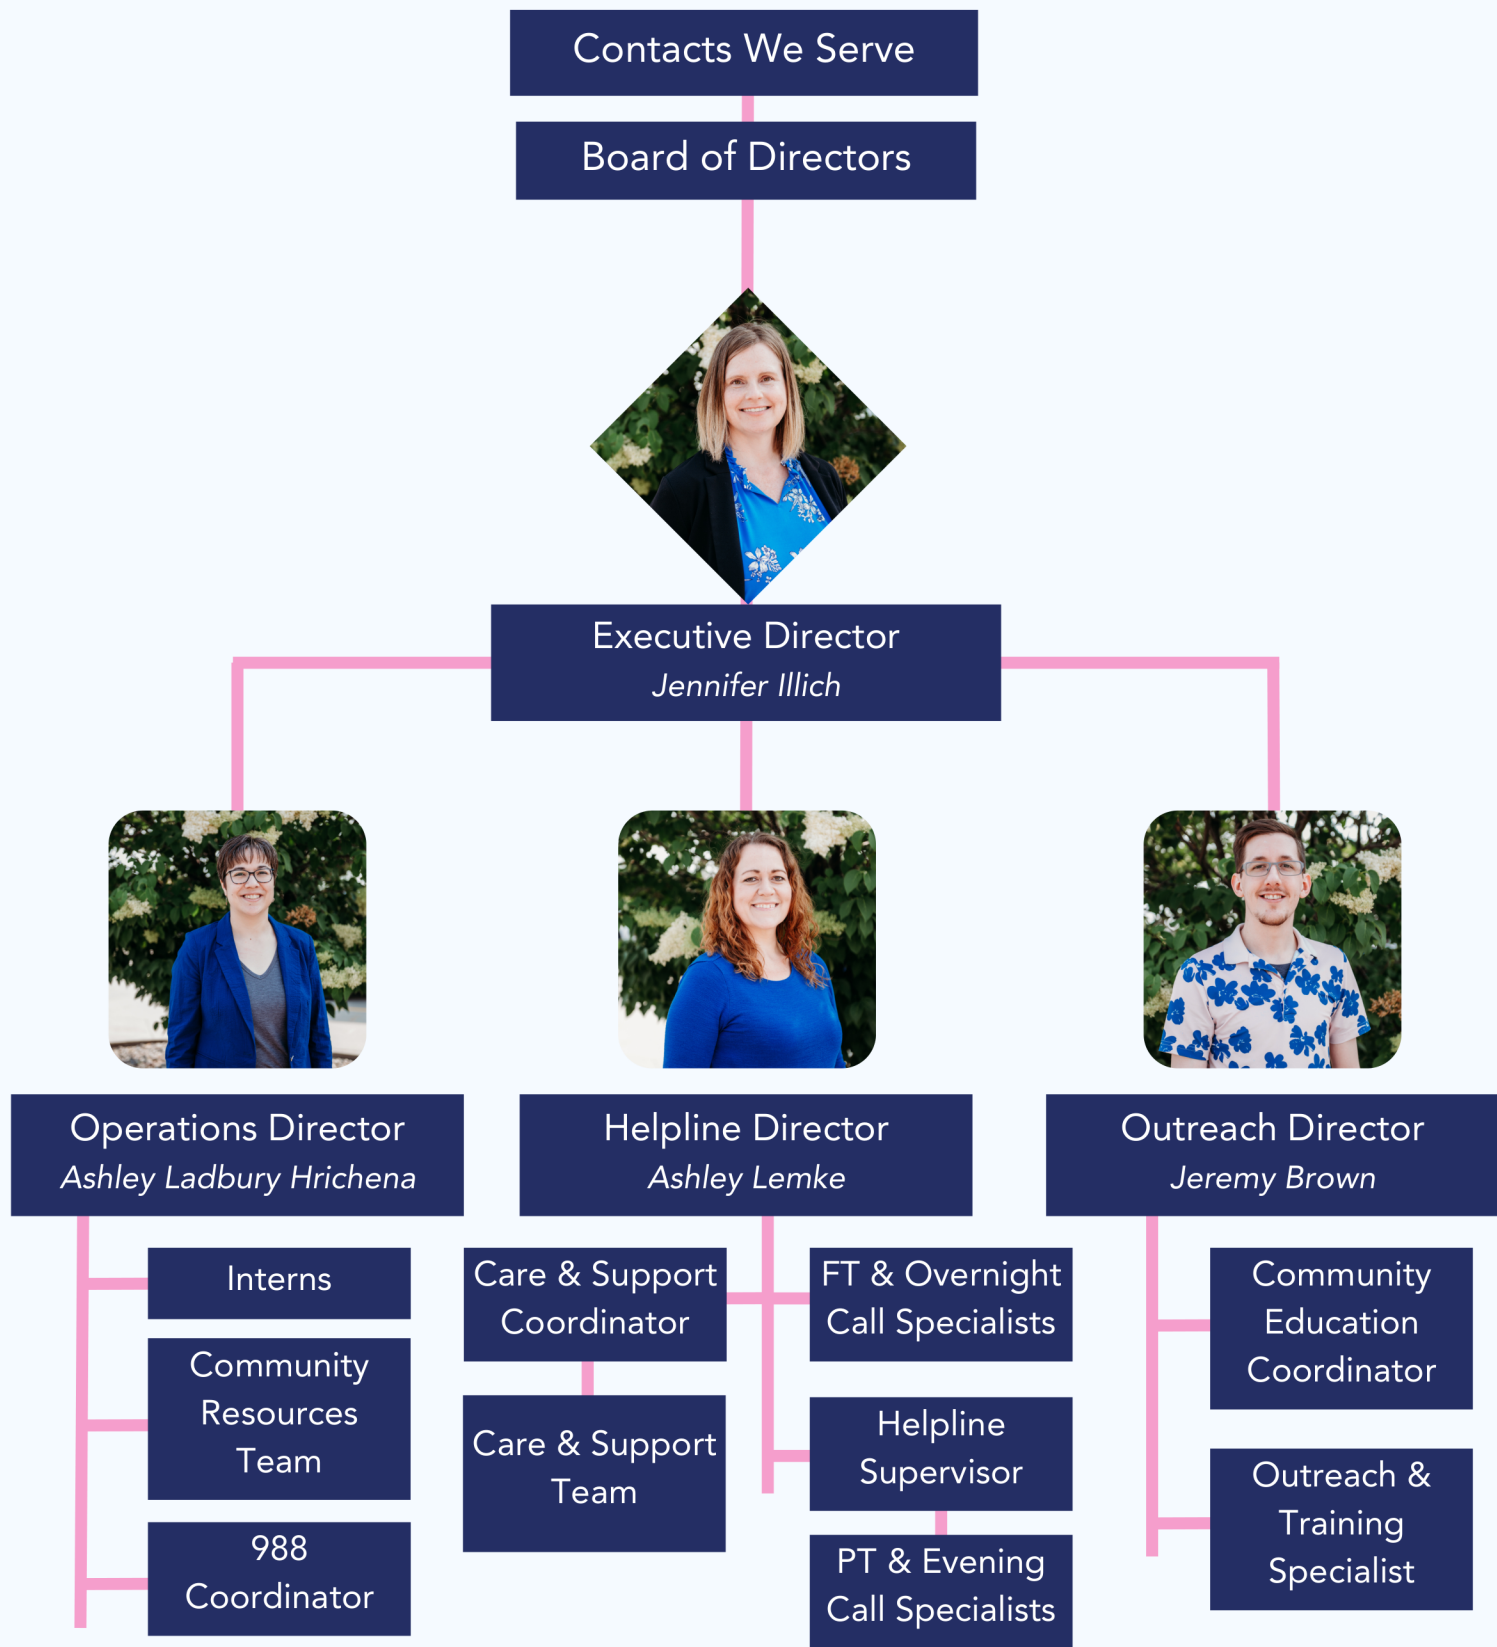 Contacts We Serve
Board of Directors
Executive Director
Jennifer Illich
Operations Director
Ashley Ladbury Hrichena
Interns
Community
Resources
Team
988
Coordinator
Helpline Director
Ashley Lemke
Care & Support
Coordinator
Care & Support
Team
FT & Overnight
Call Specialists
Helpline
Supervisor
PT & Evening
Call Specialists
Outreach Director
Jeremy Brown
Community
Education
Coordinator
Outreach &
Training
Specialist